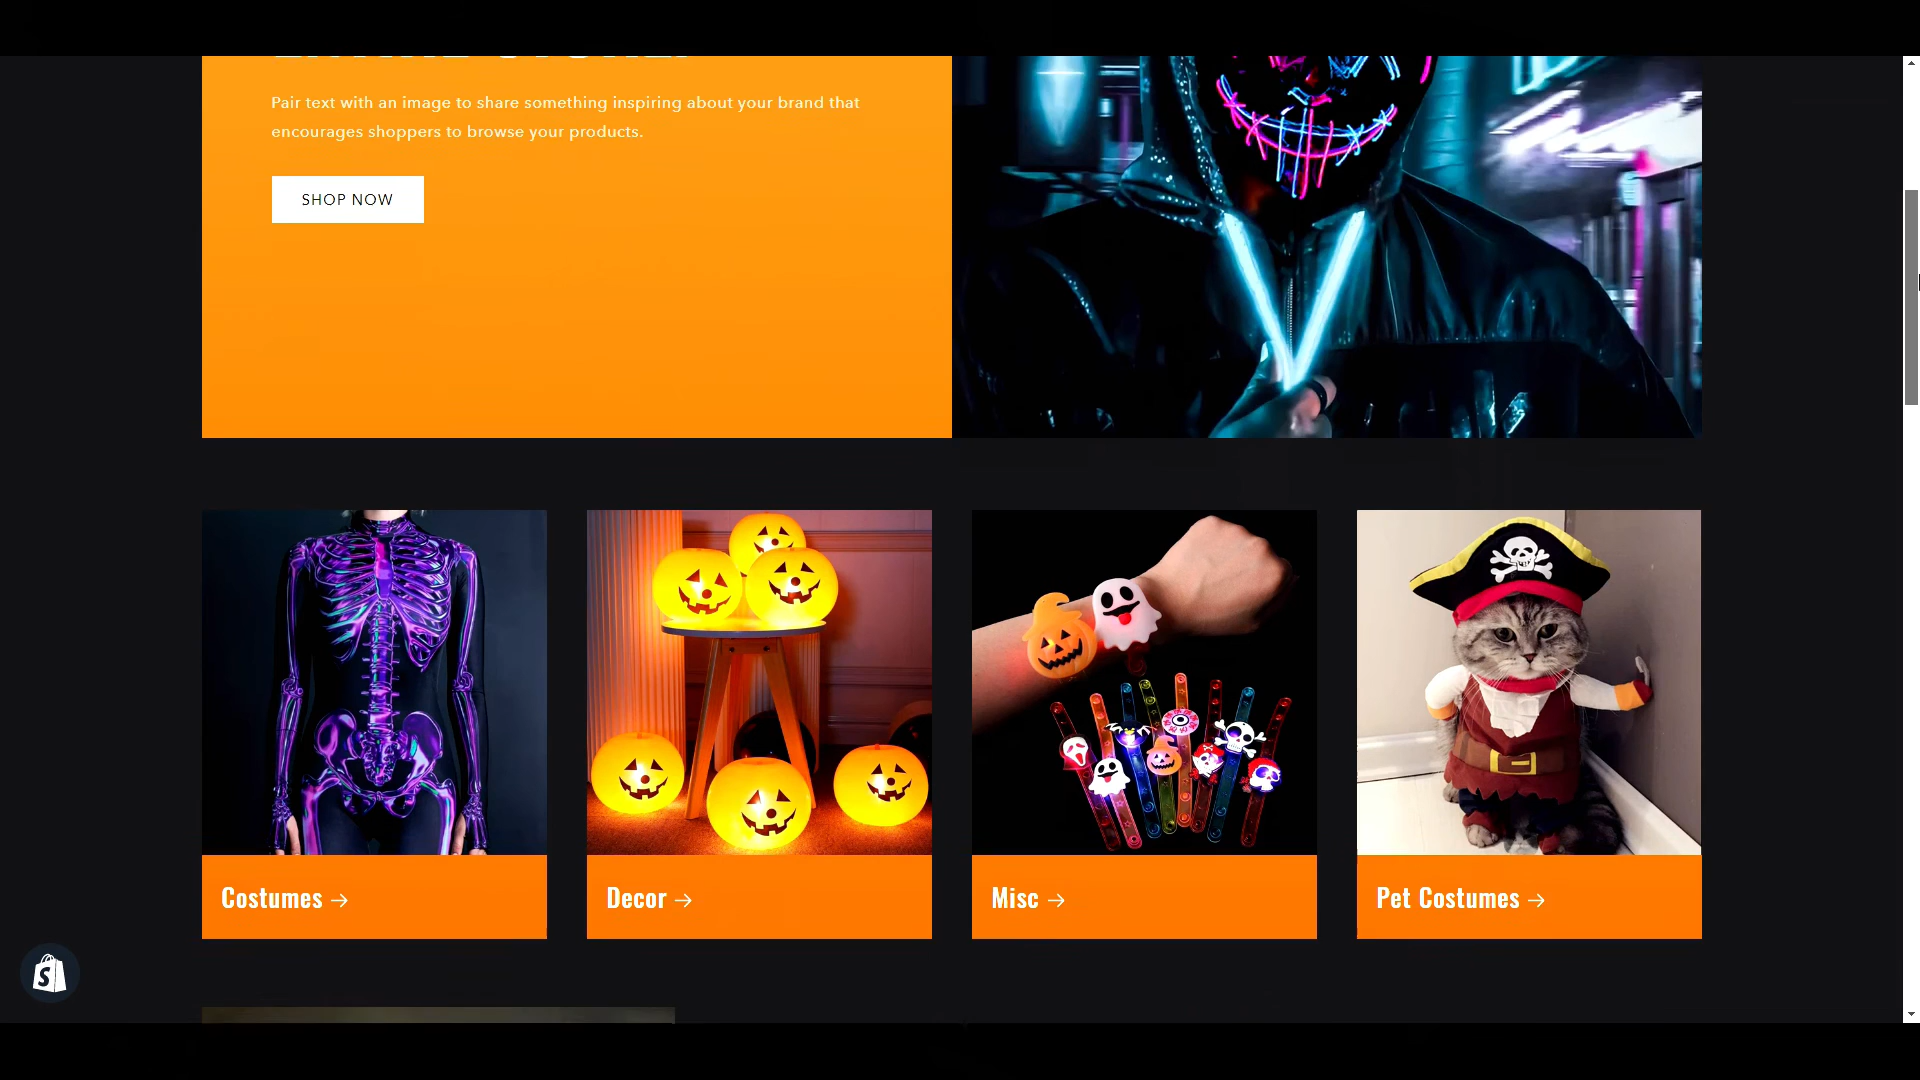 Pair text with an image to share something inspiring about your brand that
encourages shoppers to browse your products.
SHOP NOW
Costumes →
Decor →
Misc →
Pet Costumes →